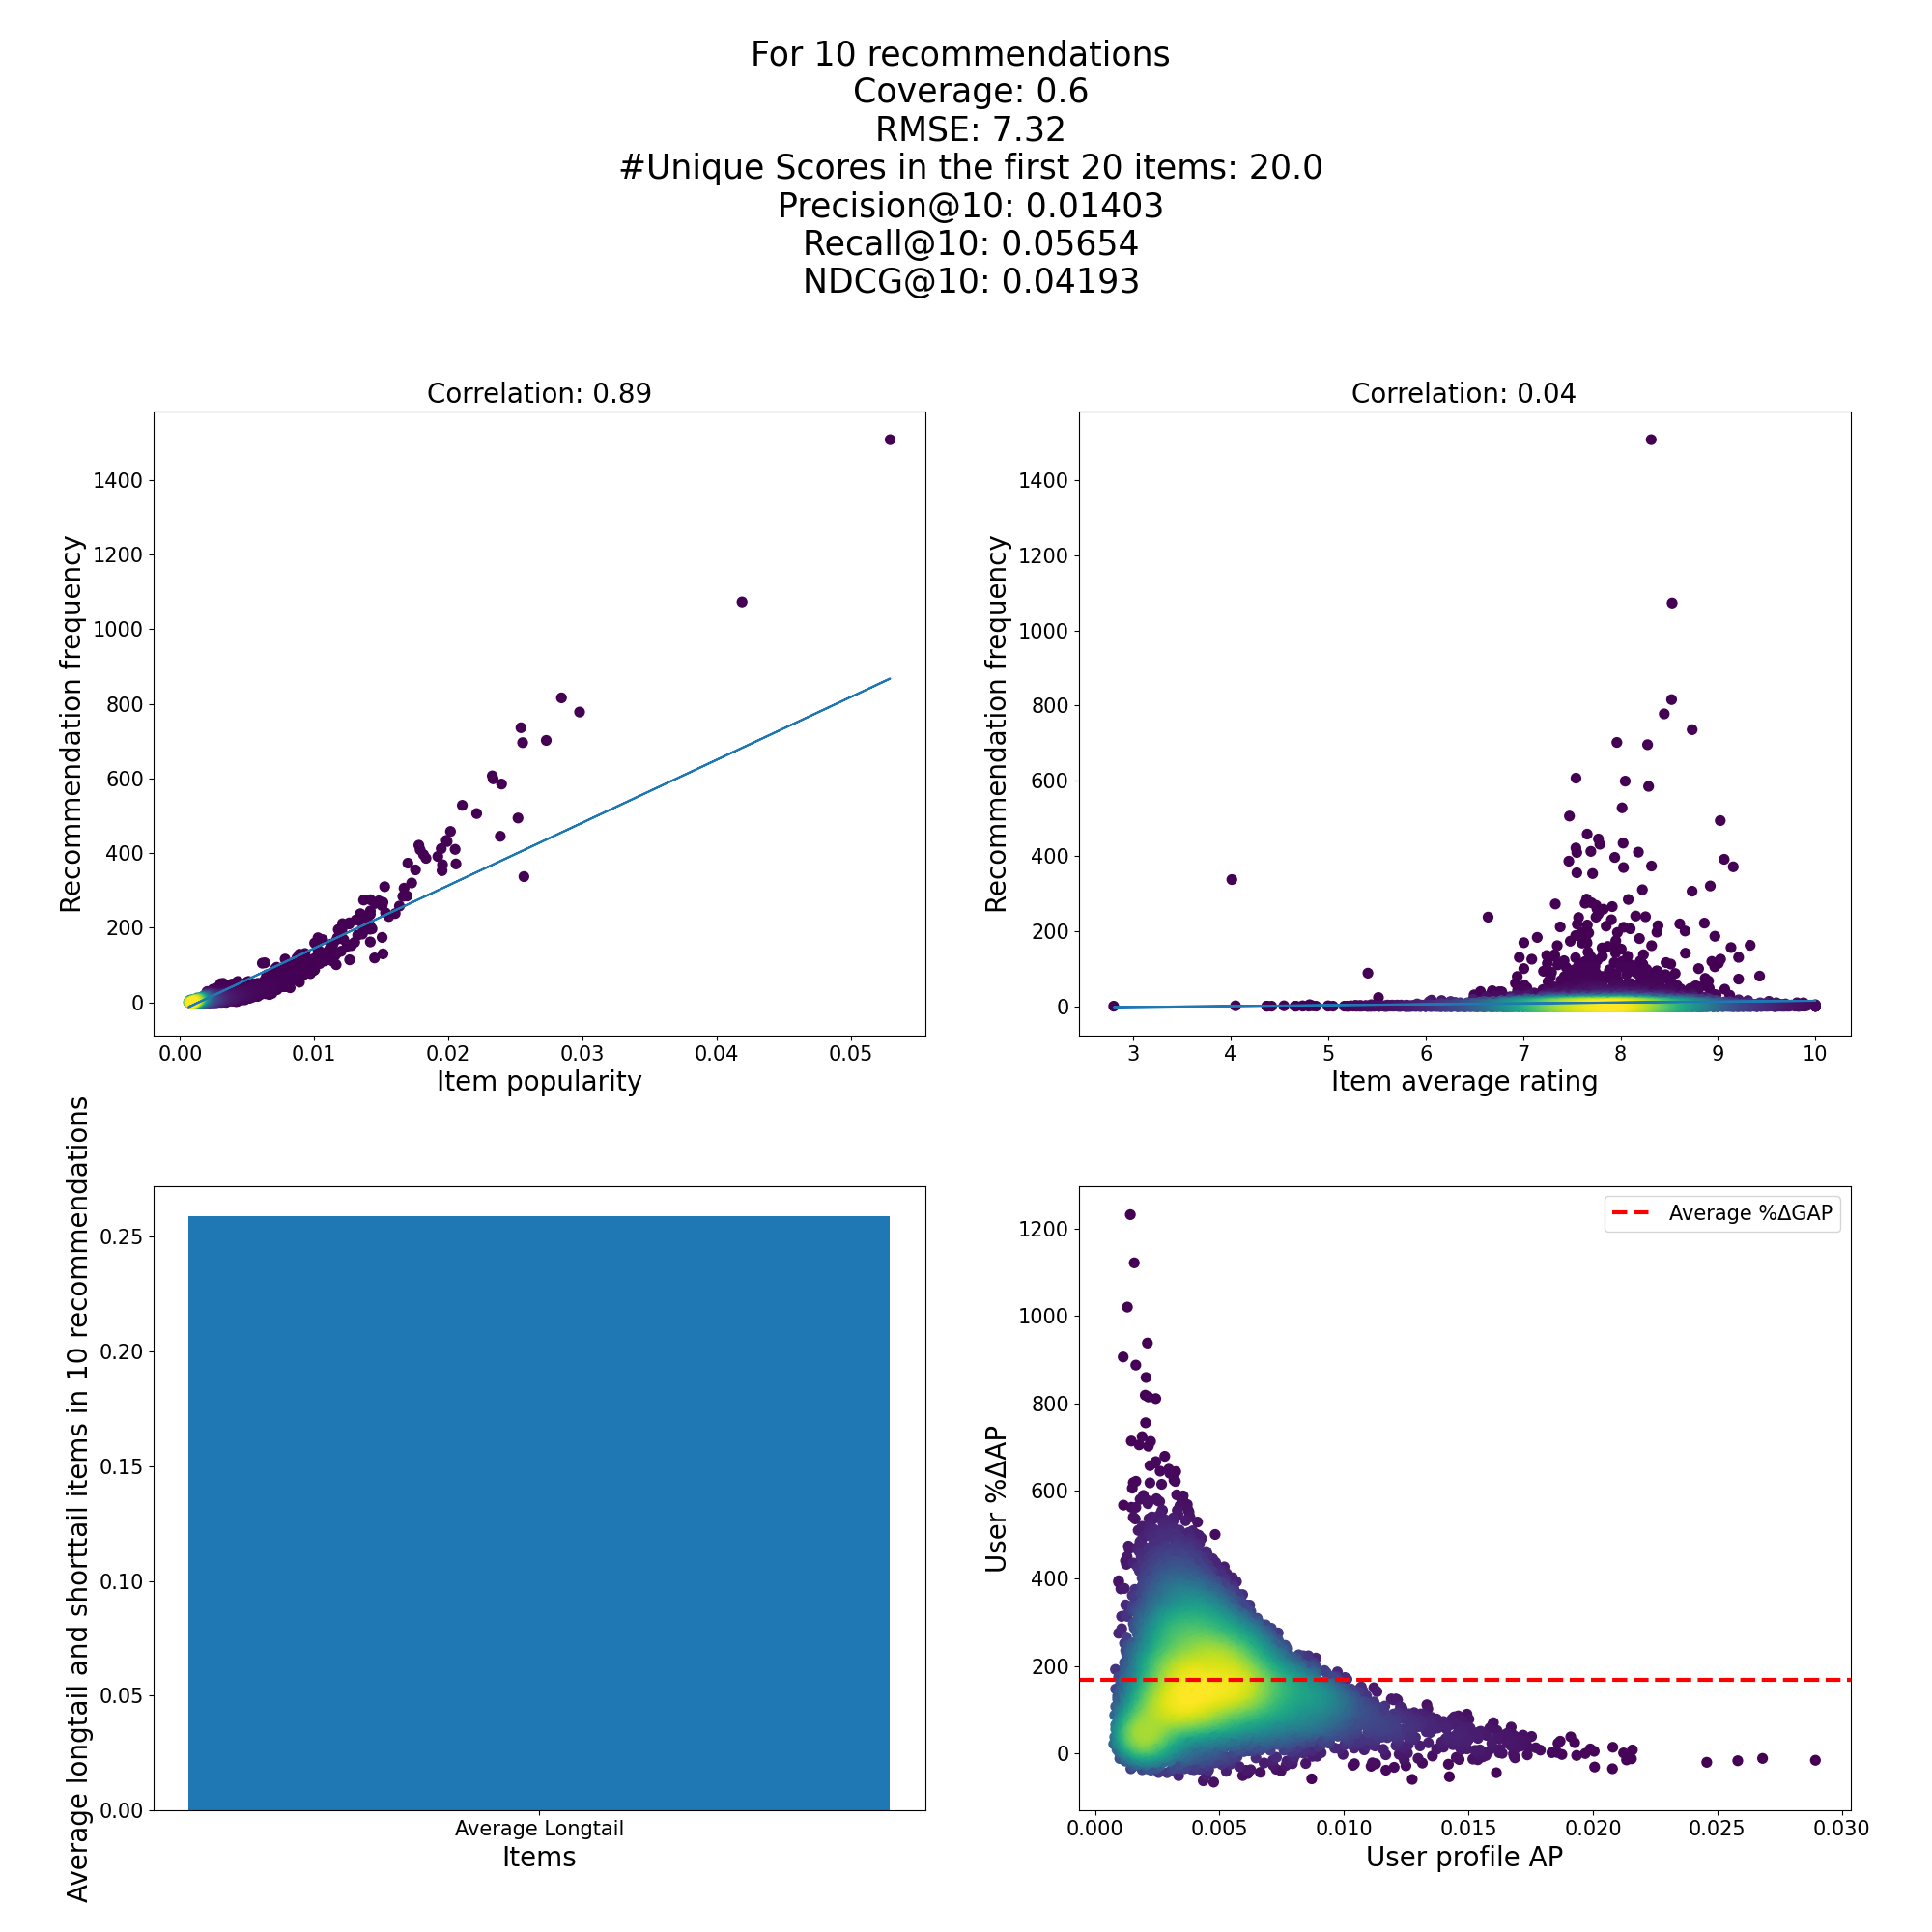 For 10 recommendations
Coverage: 0.6
RMSE: 7.32
#Unique Scores in the first 20 items: 20.0
Precision@10: 0.01403
Recall@10: 0.05654
NDCG@10: 0.04193
Correlation: 0.89
Recommendation frequency
1400
1200
1000
800
600
400
200
0
0.00 0.01 0.02 0.03 0.04 0.05
Item popularity
Correlation: 0.04
Recommendation frequency
1400
1200
1000
800
600
400
200
0
3 4 5 6 7 8 9 10
Item average rating
Average longtail and shorttail items in 10 recommendations
0.25
0.20
0.15
0.10
0.05
0.00
Average Longtail
Items
User %ΔAP
1200
1000
800
600
400
200
0
Average %ΔGAP
0.000 0.005 0.010 0.015 0.020 0.025 0.030
User profile AP